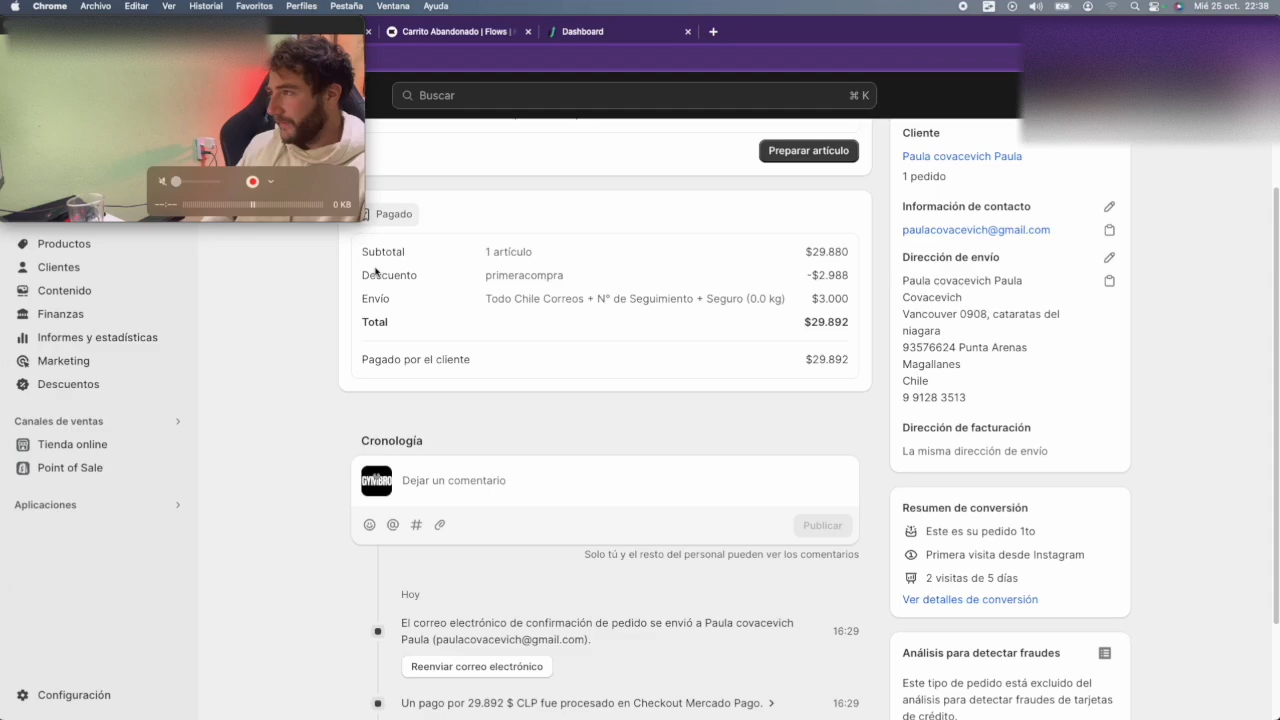 Chrome Archivo Editar Ver Historial Favoritos Perfiles Pestaña Ventana Ayuda
Mié 25 oct. 22:38
Carrito Abandonado | Flows |
Dashboard
Buscar
⌘ K
0 KB
Preparar artículo
Pagado
Subtotal 1 artículo $29.880
Descuento primeracompra -$2.988
Envío Todo Chile Correos + N° de Seguimiento + Seguro (0.0 kg) $3.000
Total $29.892
Pagado por el cliente $29.892
Productos
Clientes
Contenido
Finanzas
Informes y estadísticas
Marketing
Descuentos
Canales de ventas
Tienda online
Point of Sale
Aplicaciones
Configuración
Cronología
GYMBRO
Dejar un comentario
Publicar
Solo tú y el resto del personal pueden ver los comentarios
Hoy
El correo electrónico de confirmación de pedido se envió a Paula covacevich
Paula (paulacovacevich@gmail.com).
16:29
Reenviar correo electrónico
Un pago por 29.892 $ CLP fue procesado en Checkout Mercado Pago.
16:29
Cliente
Paula covacevich Paula
1 pedido
Información de contacto
paulacovacevich@gmail.com
Dirección de envío
Paula covacevich Paula
Covacevich
Vancouver 0908, cataratas del
niagara
93576624 Punta Arenas
Magallanes
Chile
9 9128 3513
Dirección de facturación
La misma dirección de envío
Resumen de conversión
Este es su pedido 1to
Primera visita desde Instagram
2 visitas de 5 días
Ver detalles de conversión
Análisis para detectar fraudes
Este tipo de pedido está excluido del
análisis para detectar fraudes de tarjetas
de crédito.